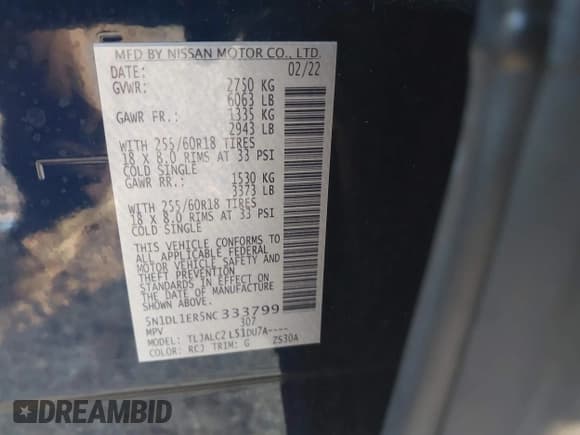 MFD BY NISSAN MOTOR CO., LTD.
DATE: 02/22
GVWR: 2750 KG
6063 LB
GAWR FR.: 1335 KG
2943 LB
WITH 255/60R18 TIRES
18 X 8.0 RIMS AT 33 PSI
COLD SINGLE
GAWR RR.: 1530 KG
3373 LB
WITH 255/60R18 TIRES
18 X 8.0 RIMS AT 33 PSI
COLD SINGLE
THIS VEHICLE CONFORMS TO
ALL APPLICABLE FEDERAL
MOTOR VEHICLE SAFETY AND
THEFT PREVENTION
STANDARDS IN EFFECT ON
THE DATE OF MANUFACTURE
SHOWN ABOVE.
5N1DL1ER5NC333799
MPV 307
MODEL: TLJALC2 L51DU7A----
COLOR: RCJ TRIM: G ZS30A
DREAMBID